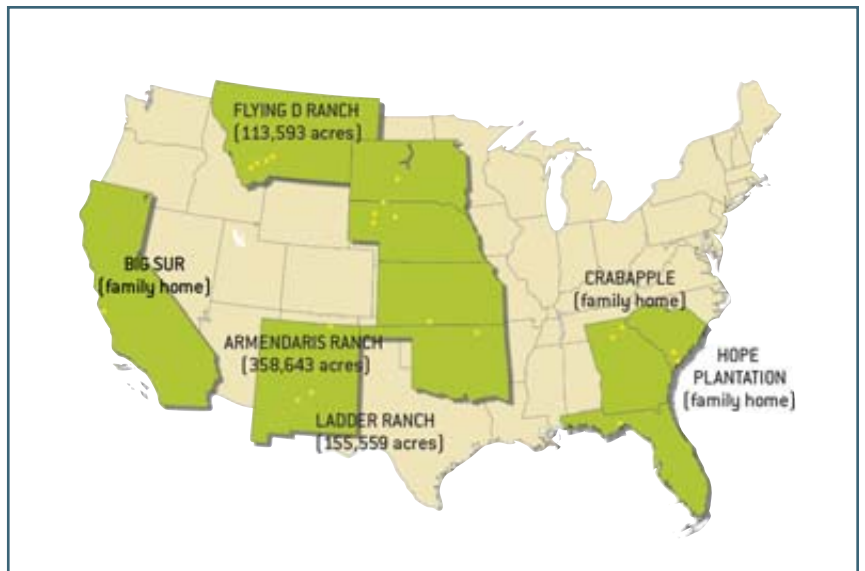 FLYING D RANCH
(113,593 acres)
BIG SUR
(family home)
CRABAPPLE
(family home)
ARMENDARIS RANCH
(358,643 acres)
HOPE
PLANTATION
(family home)
LADDER RANCH
(155,559 acres)